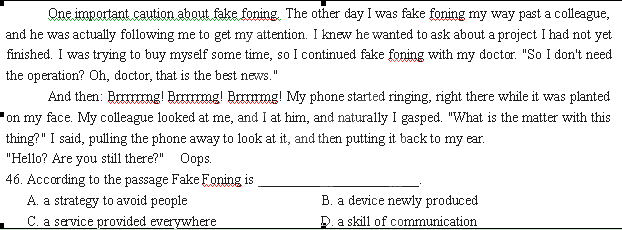 One important caution about fake foning. The other day I was fake foning my way past a colleague,
and he was actually following me to get my attention. I knew he wanted to ask about a project I had not yet
finished. I was trying to buy myself some time, so I continued fake foning with my doctor. "So I don't need
the operation? Oh, doctor, that is the best news."
And then: Brrrrrrng! Brrrrrrng! Brrrrrrng! My phone started ringing, right there while it was planted
on my face. My colleague looked at me, and I at him, and naturally I gasped. "What is the matter with this
thing?" I said, pulling the phone away to look at it, and then putting it back to my ear.
"Hello? Are you still there?" Oops.
46. According to the passage Fake Foning is ____________________.
A. a strategy to avoid people B. a device newly produced
C. a service provided everywhere D. a skill of communication